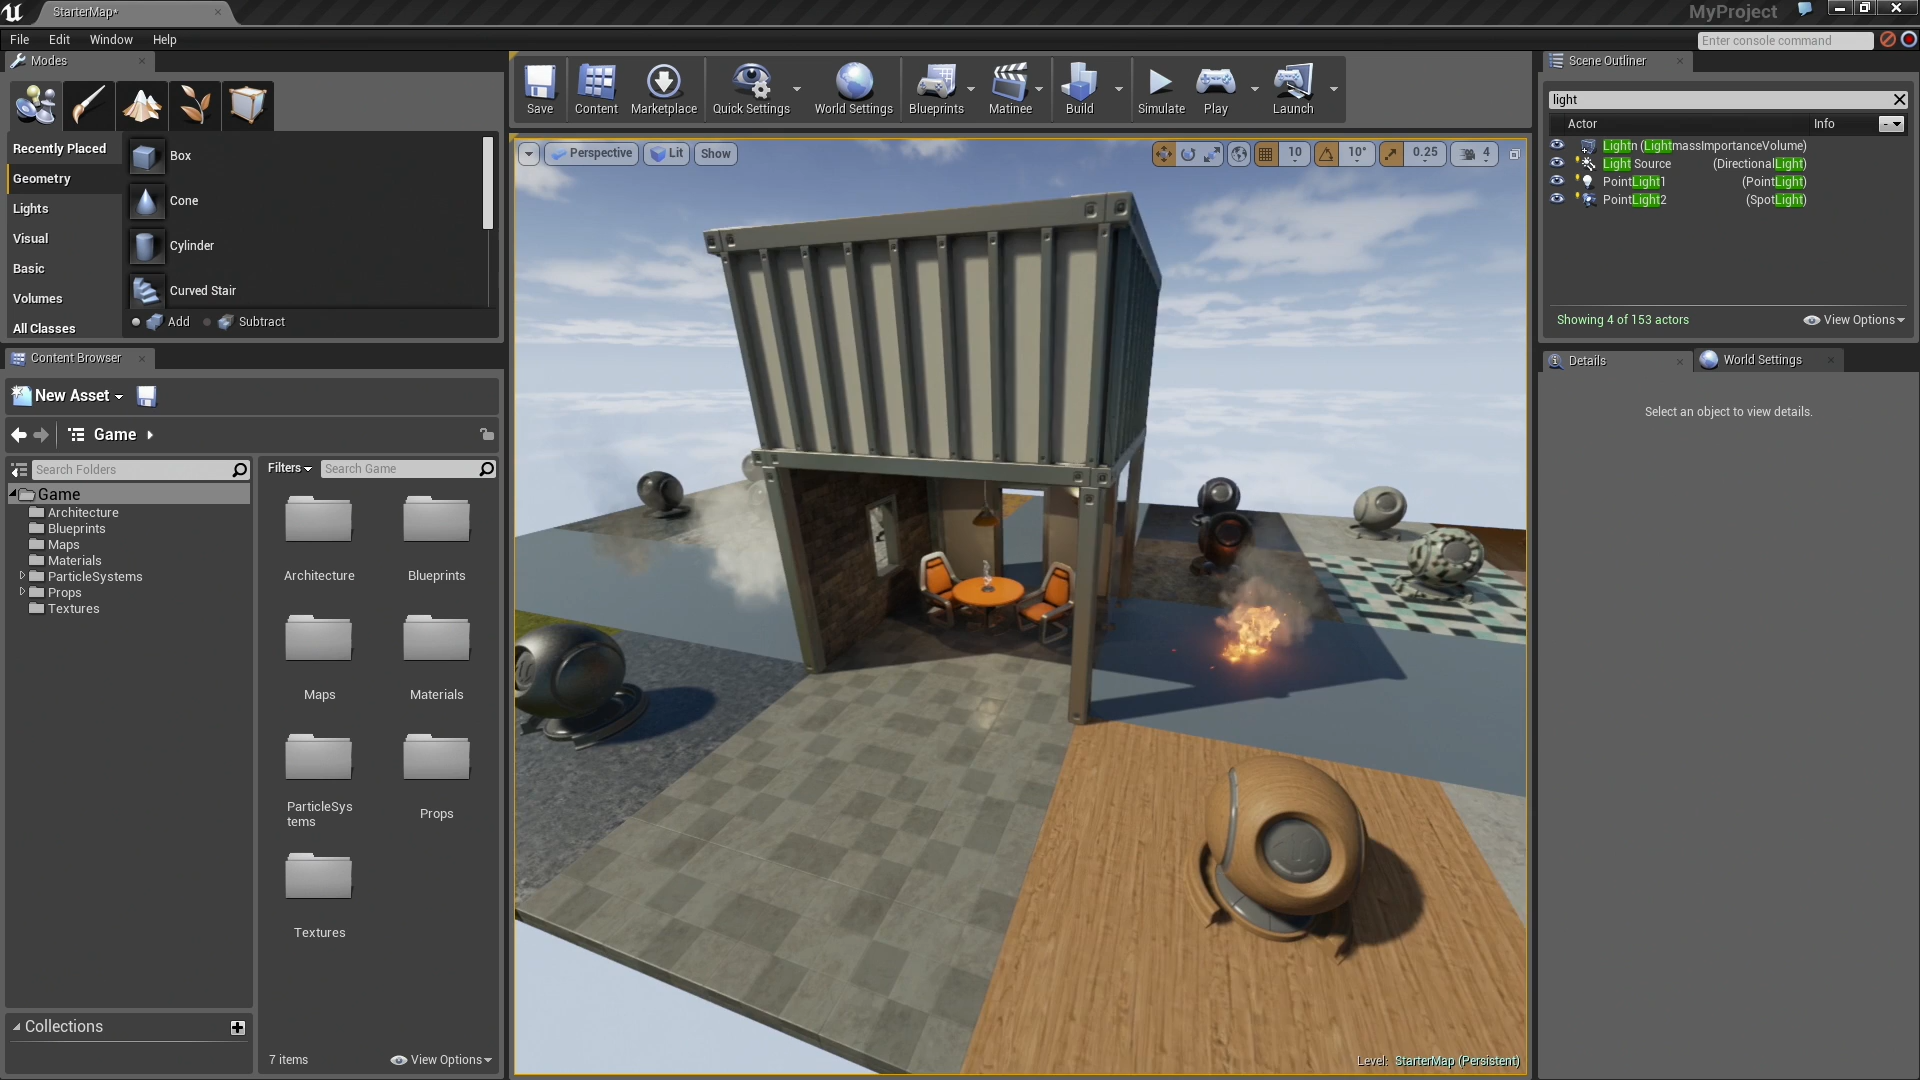 StarterMap*
MyProject
File Edit Window Help
Enter console command
Modes
Recently Placed
Geometry
Lights
Visual
Basic
Volumes
All Classes
Box
Cone
Cylinder
Curved Stair
Add Subtract
Save Content Marketplace Quick Settings World Settings Blueprints Matinee Build Simulate Play Launch
Perspective Lit Show
10 10° 0.25 4
Scene Outliner
light
Actor Info
Lightn (LightmassImportanceVolume)
Light Source (DirectionalLight)
PointLight1 (PointLight)
PointLight2 (SpotLight)
Showing 4 of 153 actors View Options
Details World Settings
Select an object to view details.
Content Browser
New Asset
Game
Search Folders
Game
Architecture
Blueprints
Maps
Materials
ParticleSystems
Props
Textures
Filters Search Game
Architecture Blueprints
Maps Materials
ParticleSys
tems
Props
Textures
Collections
7 items View Options
Level: StarterMap (Persistent)